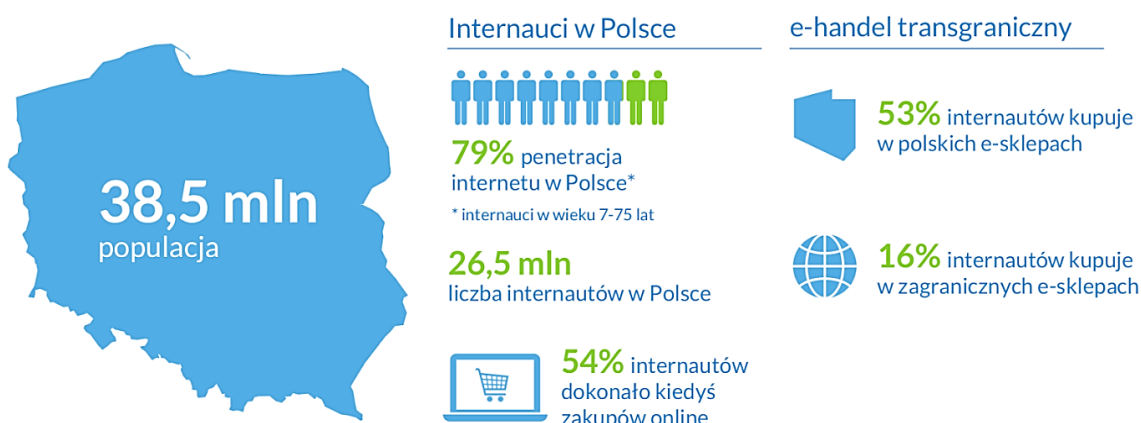 38,5 mln
populacja
Internauci w Polsce
79% penetracja
internetu w Polsce*
* internauci w wieku 7-75 lat
26,5 mln
liczba internautów w Polsce
54% internautów
dokonało kiedyś
zakupów online
e-handel transgraniczny
53% internautów kupuje
w polskich e-sklepach
16% internautów kupuje
w zagranicznych e-sklepach